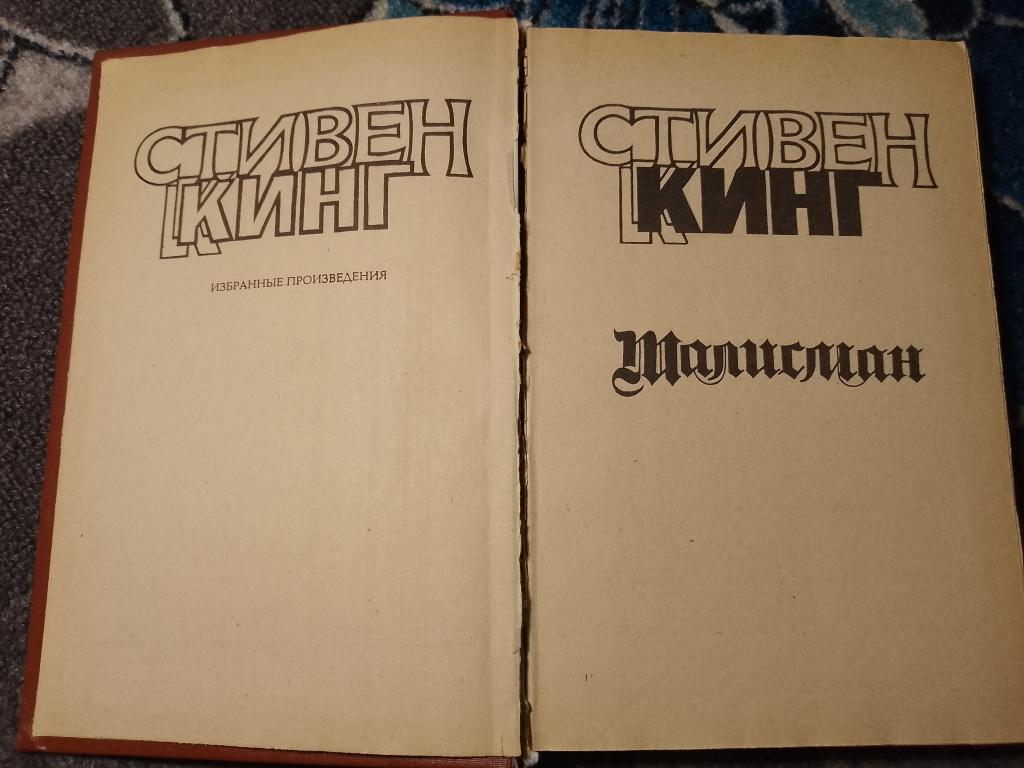 СТИВЕН
КИНГ
ИЗБРАННЫЕ ПРОИЗВЕДЕНИЯ
СТИВЕН
КИНГ
Талисман